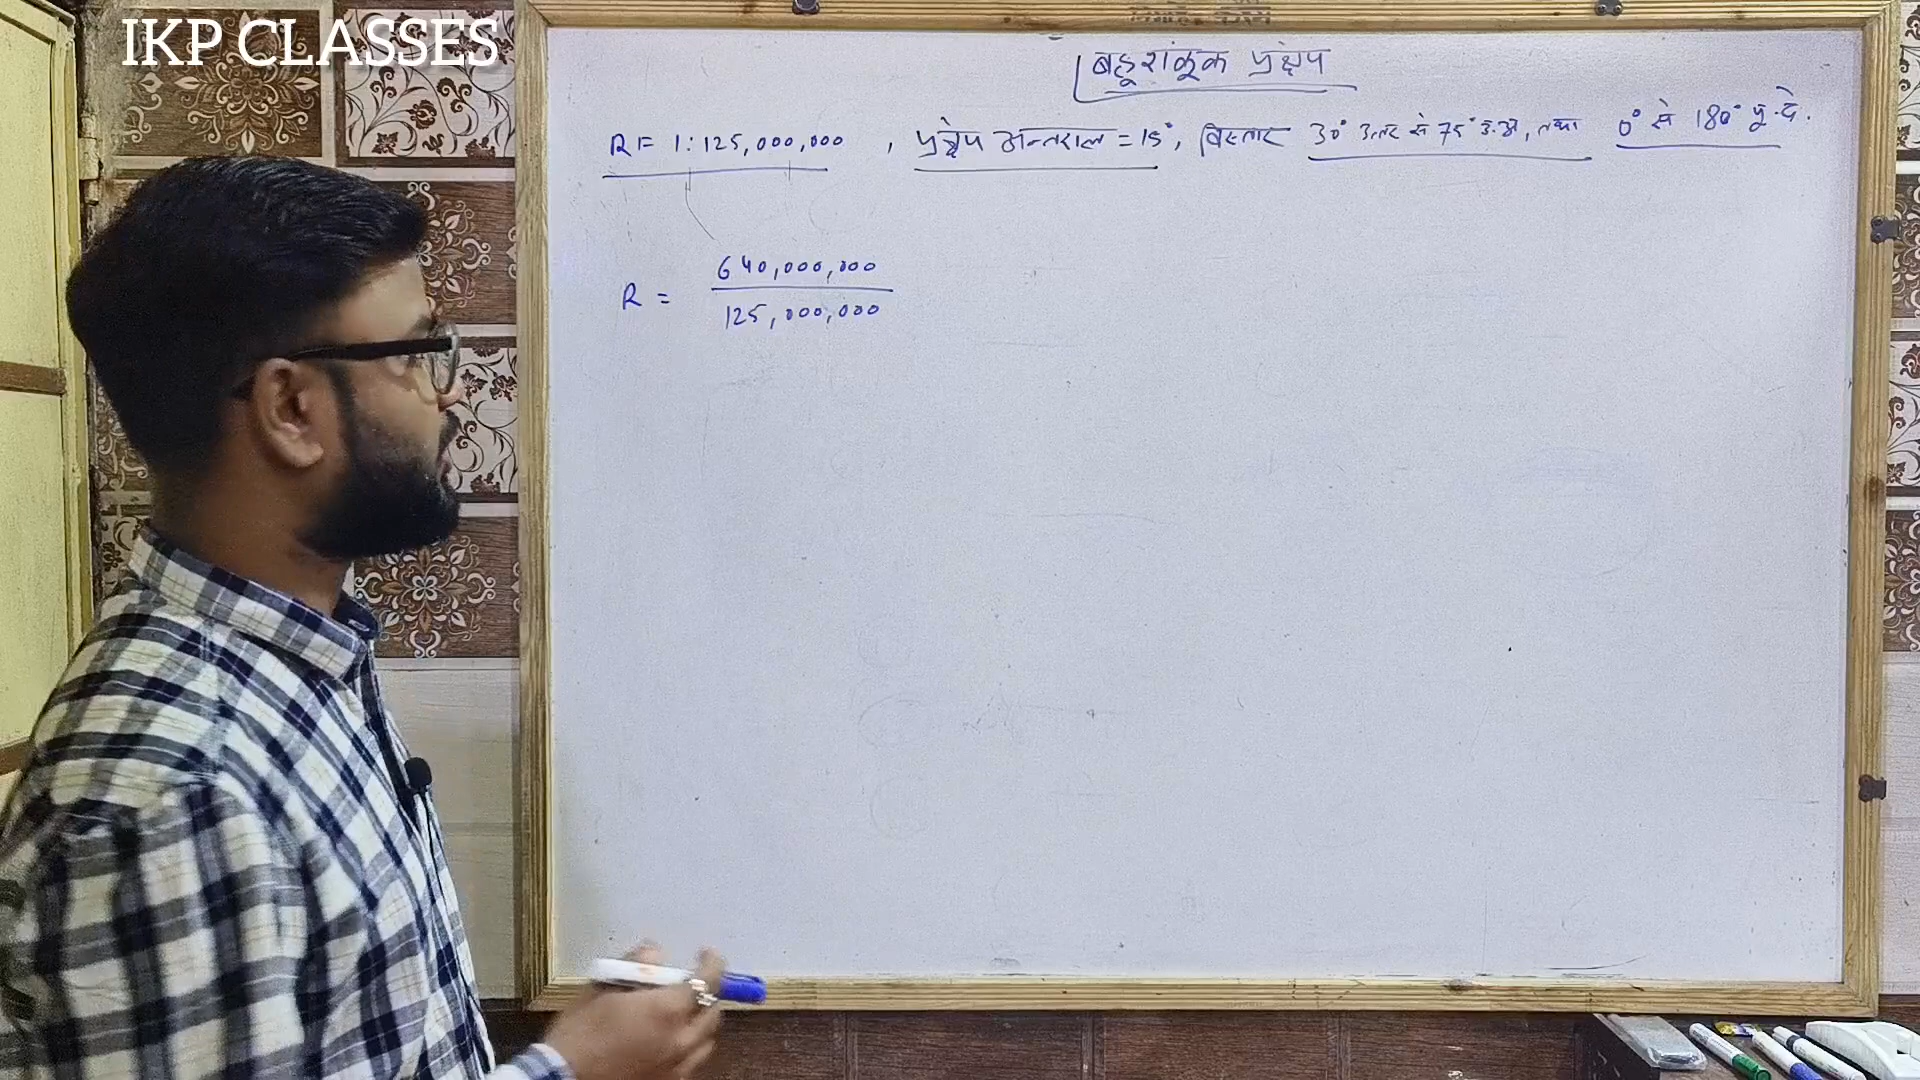 IKP CLASSES
बहुशंकुक प्रक्षेप
R = 1:125,000,000 , प्रक्षेप अन्तराल = 15°, विस्तार 30° उत्तर से 75° उ.अ, तथा 0° से 180° पू.दे.
R = 640,000,000
125,000,000